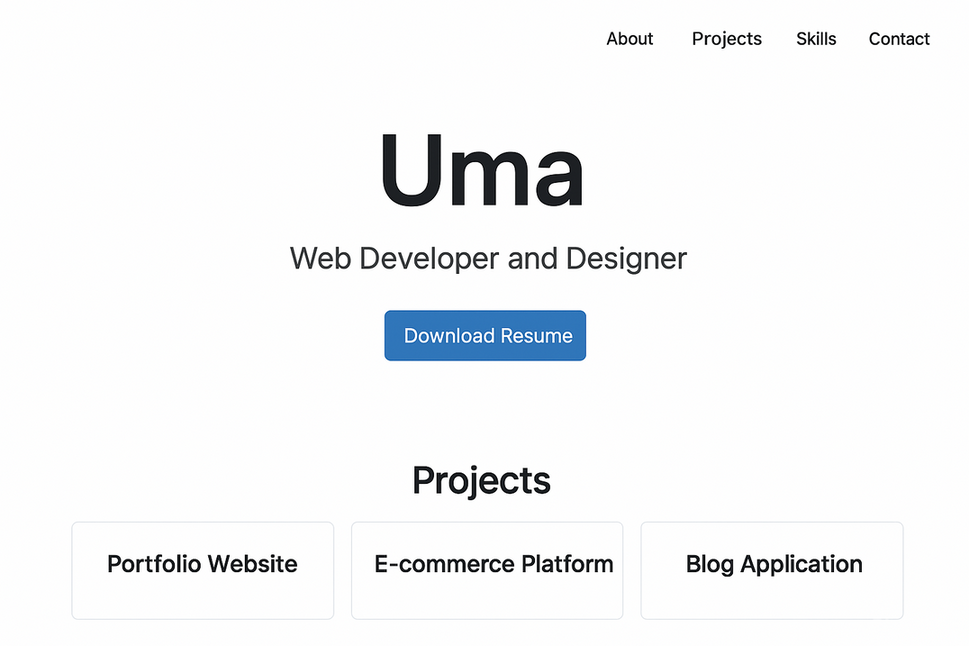 About Projects Skills Contact
Uma
Web Developer and Designer
Download Resume
Projects
Portfolio Website E-commerce Platform Blog Application